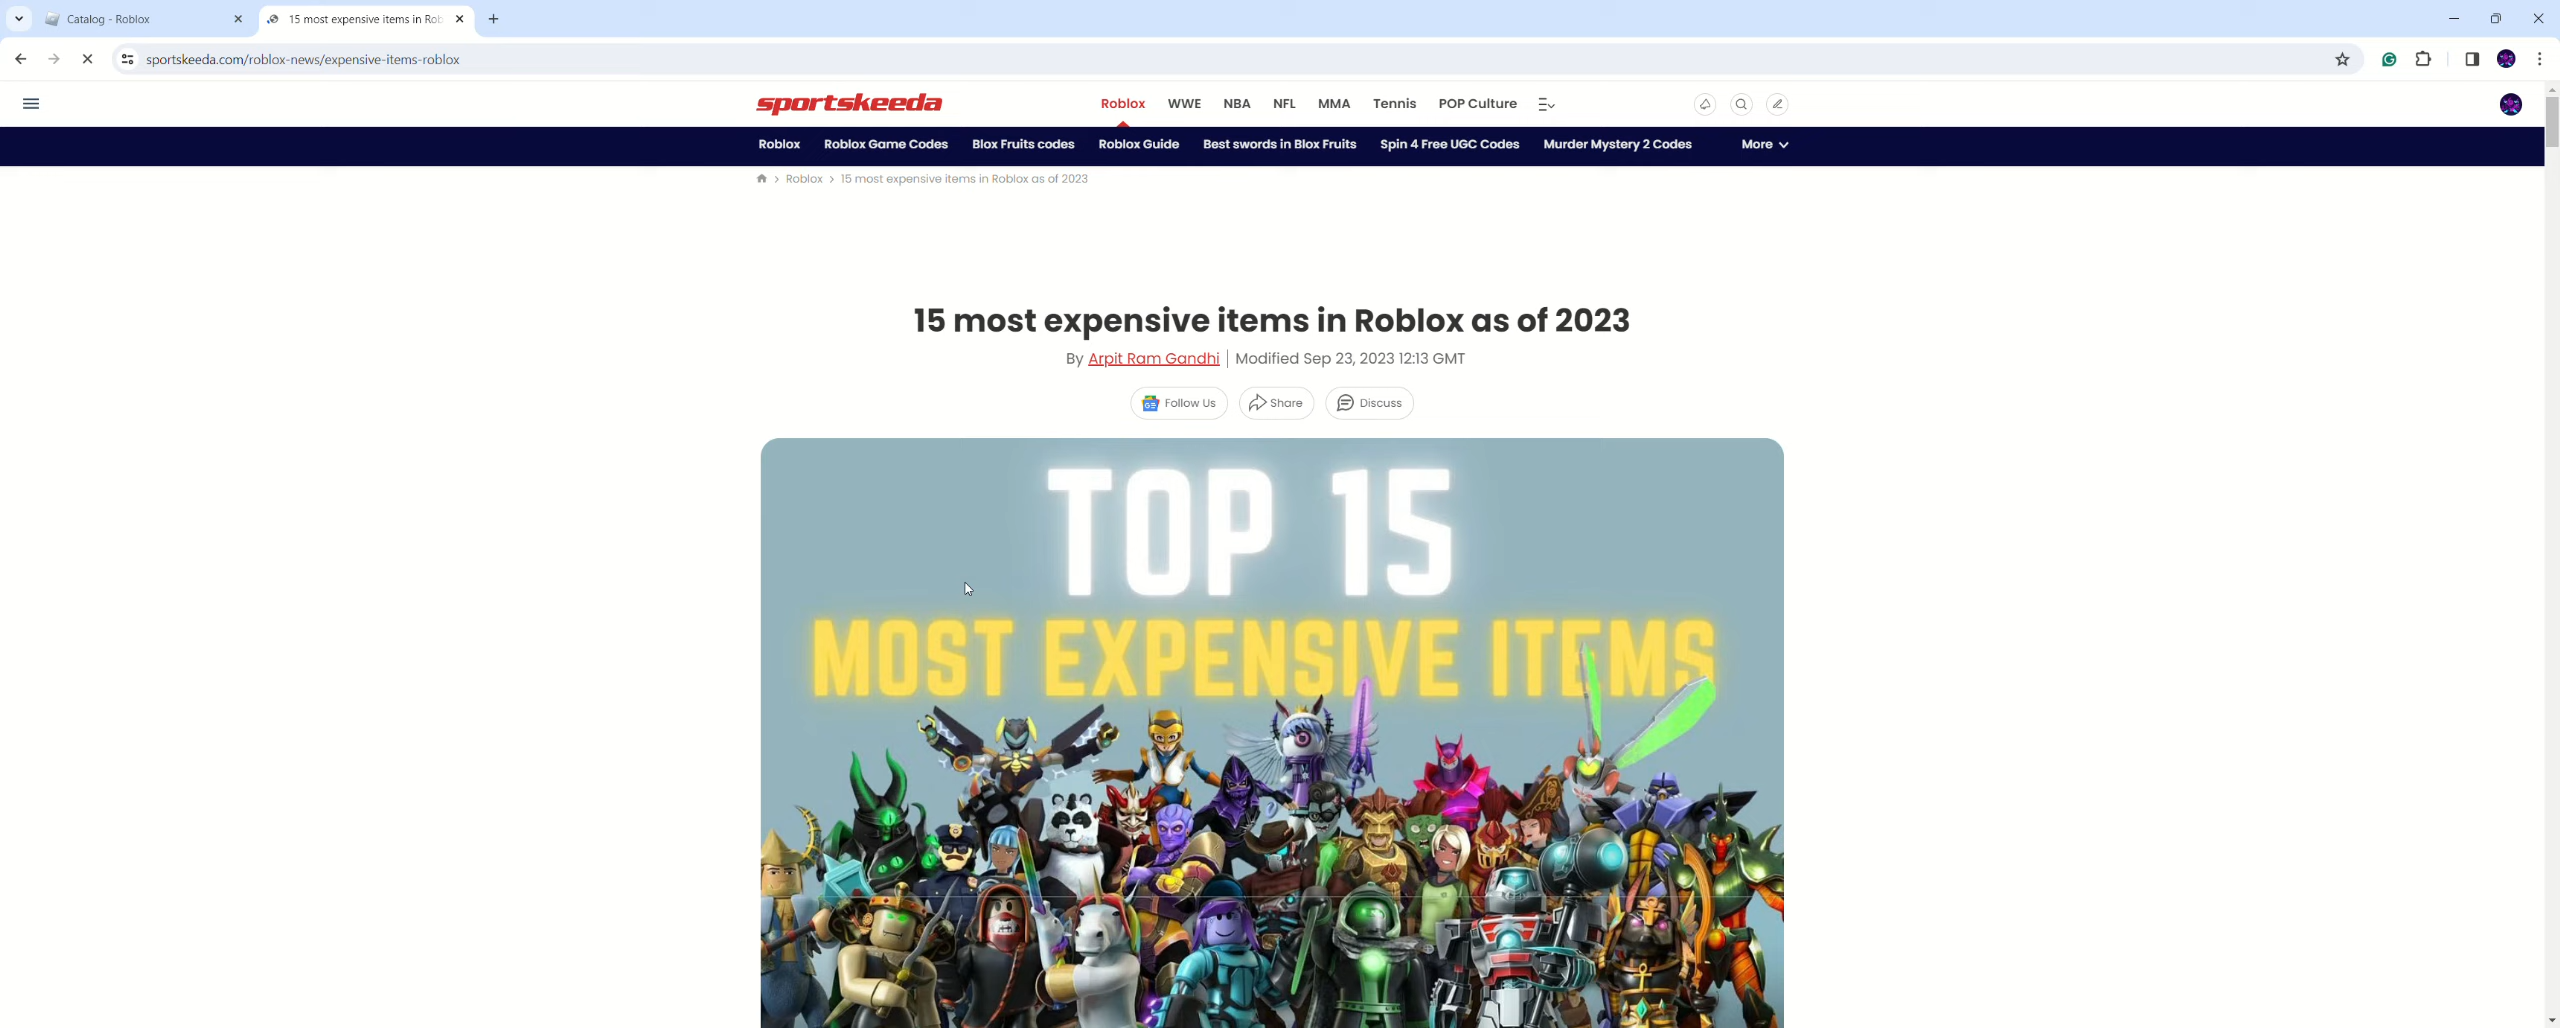 Catalog - Roblox
15 most expensive items in Rob
sportskeeda.com/roblox-news/expensive-items-roblox
sportskeeda
Roblox WWE NBA NFL MMA Tennis POP Culture
Roblox Roblox Game Codes Blox Fruits codes Roblox Guide Best swords in Blox Fruits Spin 4 Free UGC Codes Murder Mystery 2 Codes More
Roblox > 15 most expensive items in Roblox as of 2023
15 most expensive items in Roblox as of 2023
By Arpit Ram Gandhi | Modified Sep 23, 2023 12:13 GMT
Follow Us Share Discuss
TOP 15
MOST EXPENSIVE ITEMS